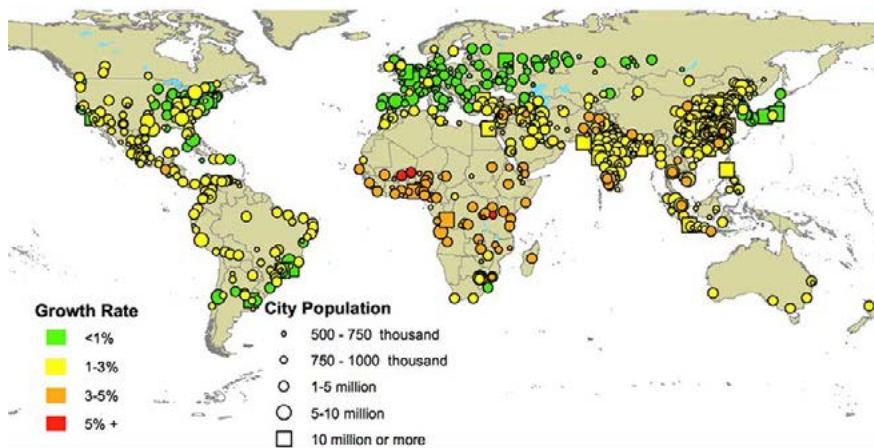 Growth Rate
<1%
1-3%
3-5%
5% +
City Population
500 - 750 thousand
750 - 1000 thousand
1-5 million
5-10 million
10 million or more